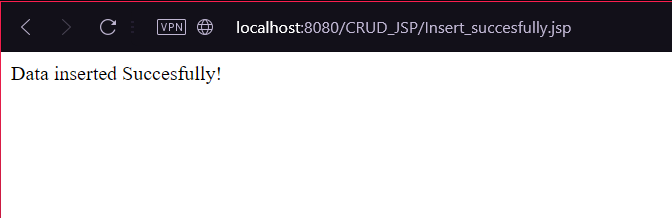 VPN localhost:8080/CRUD_JSP/Insert_succesfully.jsp
Data inserted Succesfully!